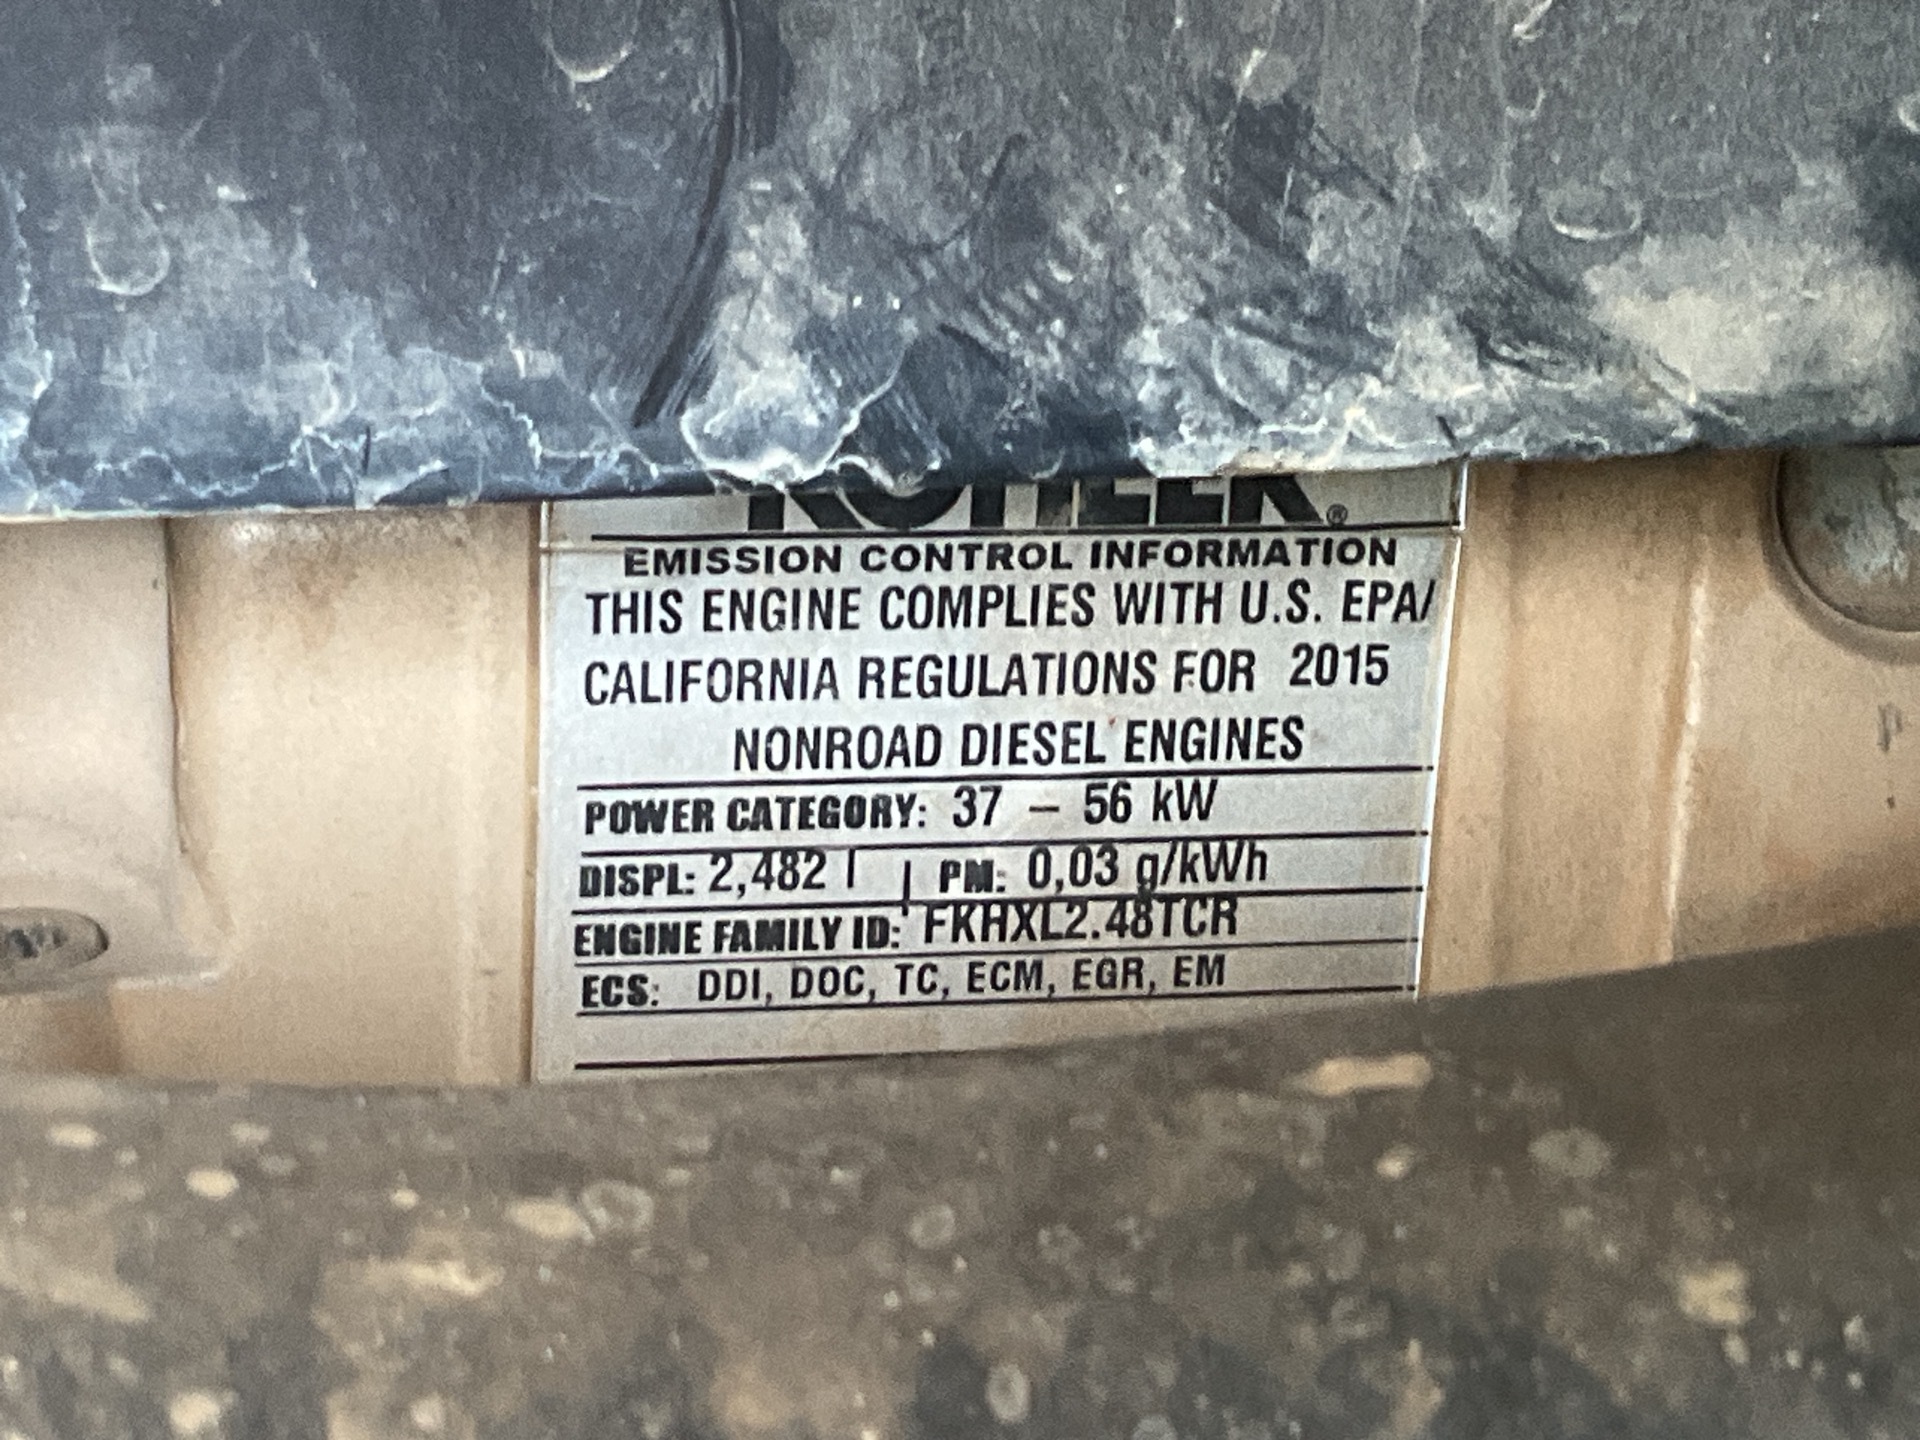 KOHLER®
EMISSION CONTROL INFORMATION
THIS ENGINE COMPLIES WITH U.S. EPA/
CALIFORNIA REGULATIONS FOR 2015
NONROAD DIESEL ENGINES
POWER CATEGORY: 37 – 56 kW
DISPL: 2,482 l | PM: 0,03 g/kWh
ENGINE FAMILY ID: FKHXL2.48TCR
ECS: DDI, DOC, TC, ECM, EGR, EM